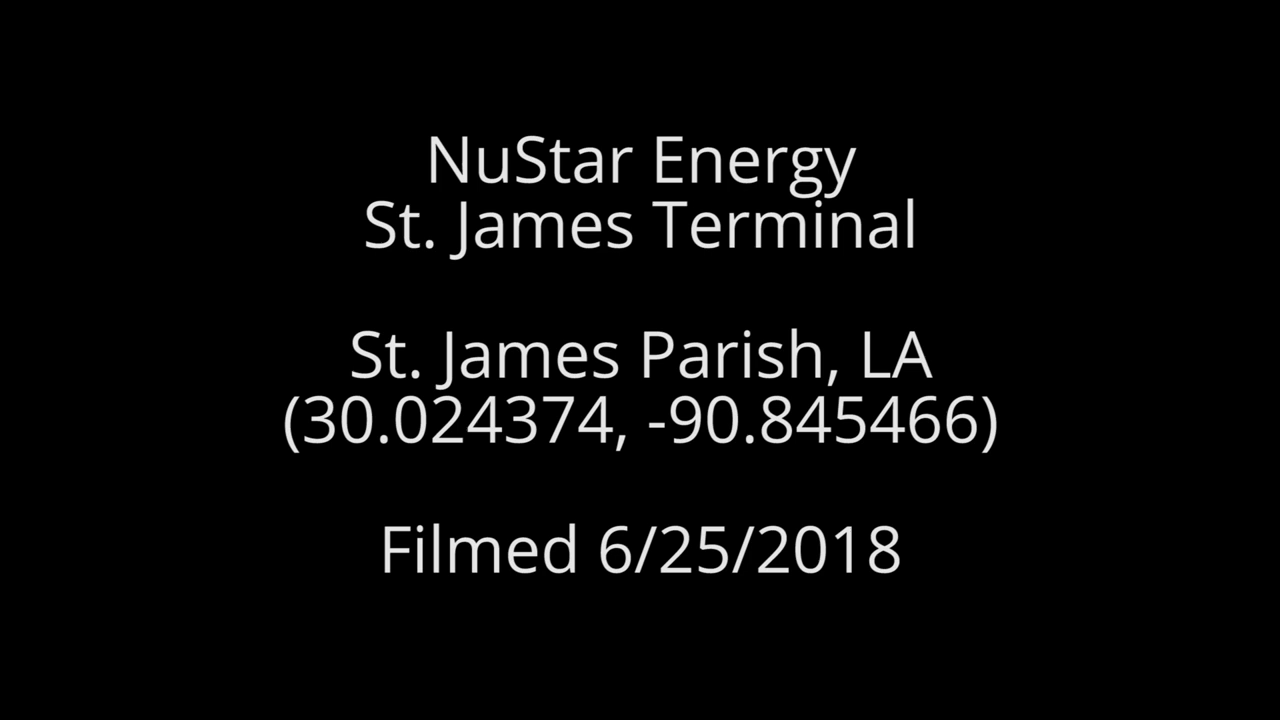 NuStar Energy
St. James Terminal
St. James Parish, LA
(30.024374, -90.845466)
Filmed 6/25/2018